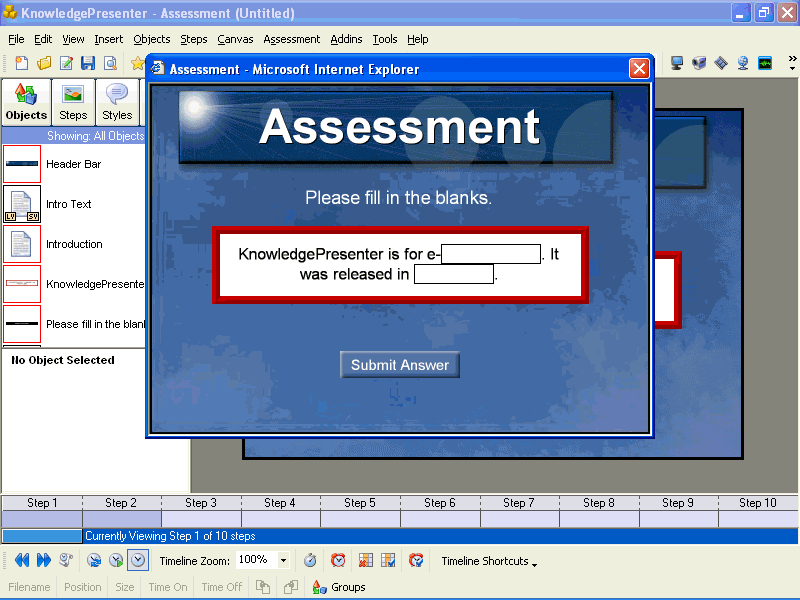 KnowledgePresenter - Assessment (Untitled)
File Edit View Insert Objects Steps Canvas Assessment Addins Tools Help
Assessment - Microsoft Internet Explorer
Objects Steps Styles
Showing: All Objects
Header Bar
Intro Text
LV SV
Introduction
KnowledgePresente
Please fill in the blan
No Object Selected
Assessment
Please fill in the blanks.
KnowledgePresenter is for e- . It
was released in .
Submit Answer
Step 1 Step 2 Step 3 Step 4 Step 5 Step 6 Step 7 Step 8 Step 9 Step 10
Currently Viewing Step 1 of 10 steps
Timeline Zoom: 100% Timeline Shortcuts
Filename Position Size Time On Time Off Groups